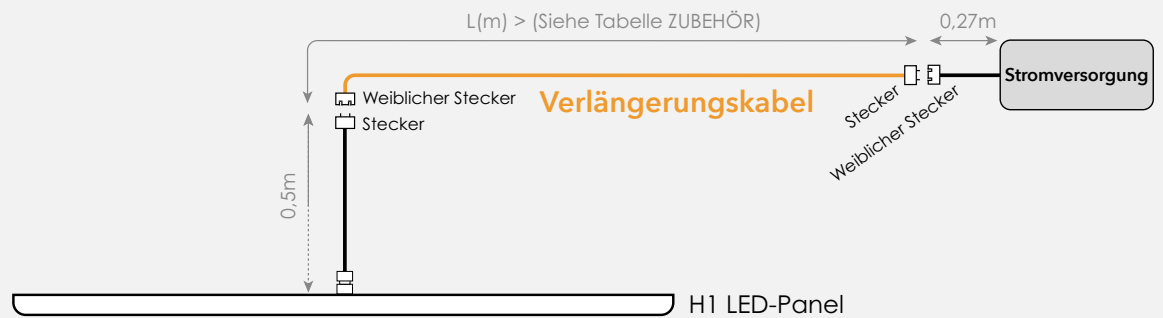 L(m) > (Siehe Tabelle ZUBEHÖR)
0,27m
Stromversorgung
Weiblicher Stecker
Verlängerungskabel
Stecker
Weiblicher Stecker
Stecker
0,5m
H1 LED-Panel